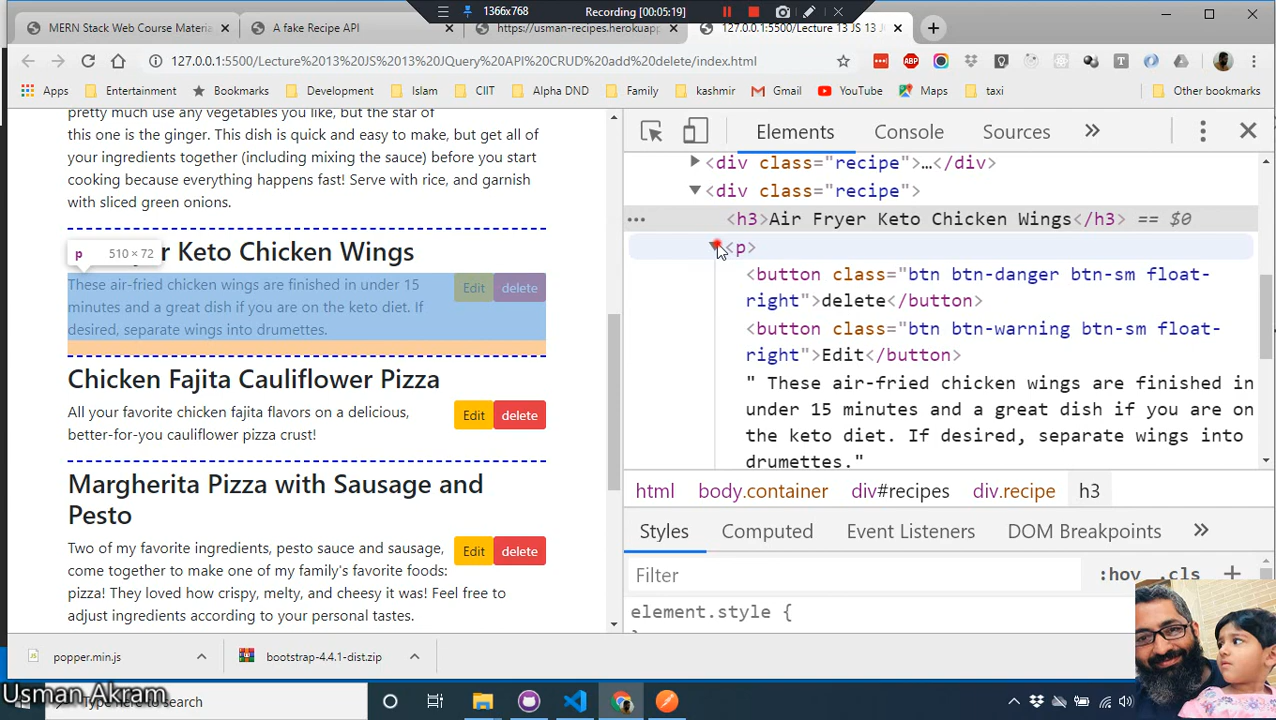 1366x768
Recording [00:05:19]
MERN Stack Web Course Materia
A fake Recipe API
https://usman-recipes.herokuapp
127.0.0.1:5500/Lecture 13 JS 13 J
127.0.0.1:5500/Lecture%2013%20JS%2013%20JQuery%20API%20CRUD%20add%20delete/index.html
ABP
Apps
Entertainment
Bookmarks
Development
Islam
CIIT
Alpha DND
Family
kashmir
Gmail
YouTube
Maps
taxi
Other bookmarks
pretty much use any vegetables you like, but the star of
this one is the ginger. This dish is quick and easy to make, but get all of
your ingredients together (including mixing the sauce) before you start
cooking because everything happens fast! Serve with rice, and garnish
with sliced green onions.
p 510 × 72
r Keto Chicken Wings
These air-fried chicken wings are finished in under 15
minutes and a great dish if you are on the keto diet. If
desired, separate wings into drumettes.
Edit delete
Chicken Fajita Cauliflower Pizza
All your favorite chicken fajita flavors on a delicious,
better-for-you cauliflower pizza crust!
Edit delete
Margherita Pizza with Sausage and
Pesto
Two of my favorite ingredients, pesto sauce and sausage,
come together to make one of my family's favorite foods:
pizza! They loved how crispy, melty, and cheesy it was! Feel free to
adjust ingredients according to your personal tastes.
Edit delete
Elements Console Sources »
<div class="recipe">…</div>
<div class="recipe">
<h3>Air Fryer Keto Chicken Wings</h3> == $0
<p>
<button class="btn btn-danger btn-sm float-
right">delete</button>
<button class="btn btn-warning btn-sm float-
right">Edit</button>
" These air-fried chicken wings are finished in
under 15 minutes and a great dish if you are on
the keto diet. If desired, separate wings into
drumettes."
html body.container div#recipes div.recipe h3
Styles Computed Event Listeners DOM Breakpoints »
Filter :hov .cls +
element.style {
popper.min.js
bootstrap-4.4.1-dist.zip
Usman Akram
here to search